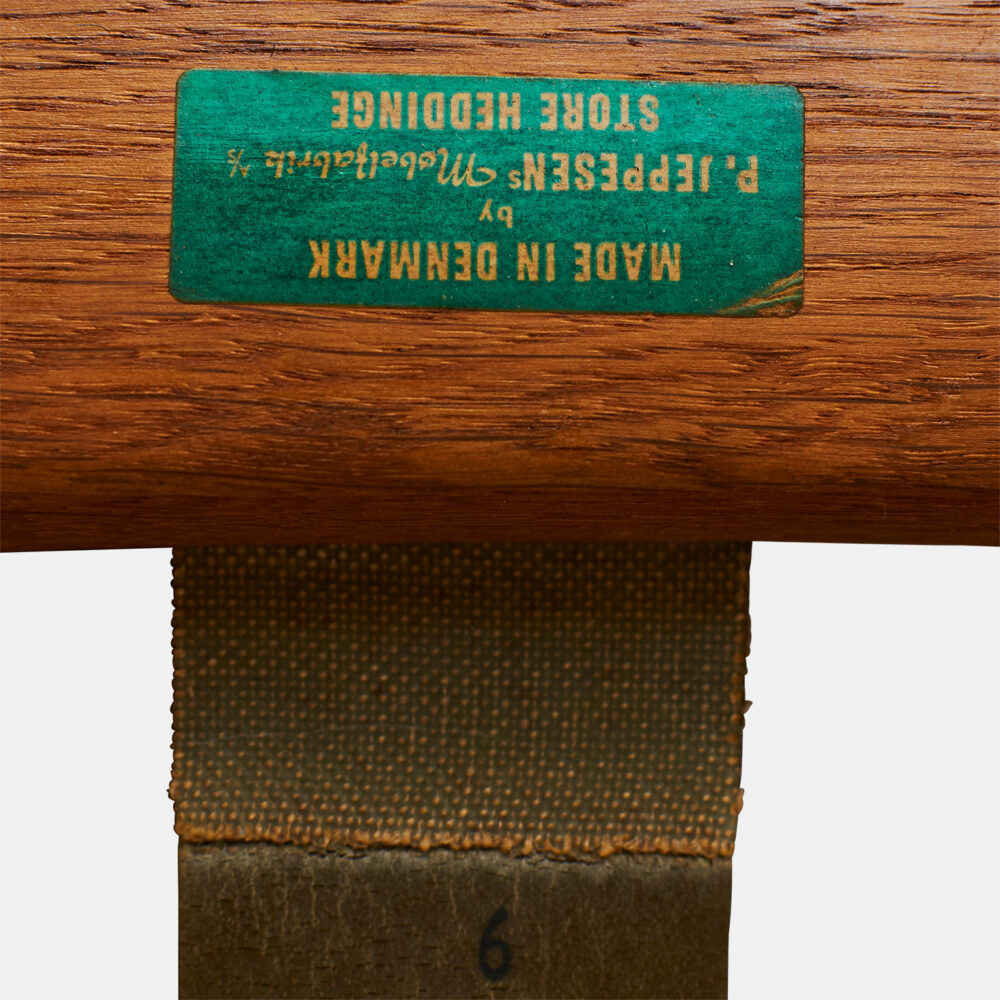 MADE IN DENMARK
by
P. JEPPESENs Møbelfabrik A/S
STORE HEDDINGE
6